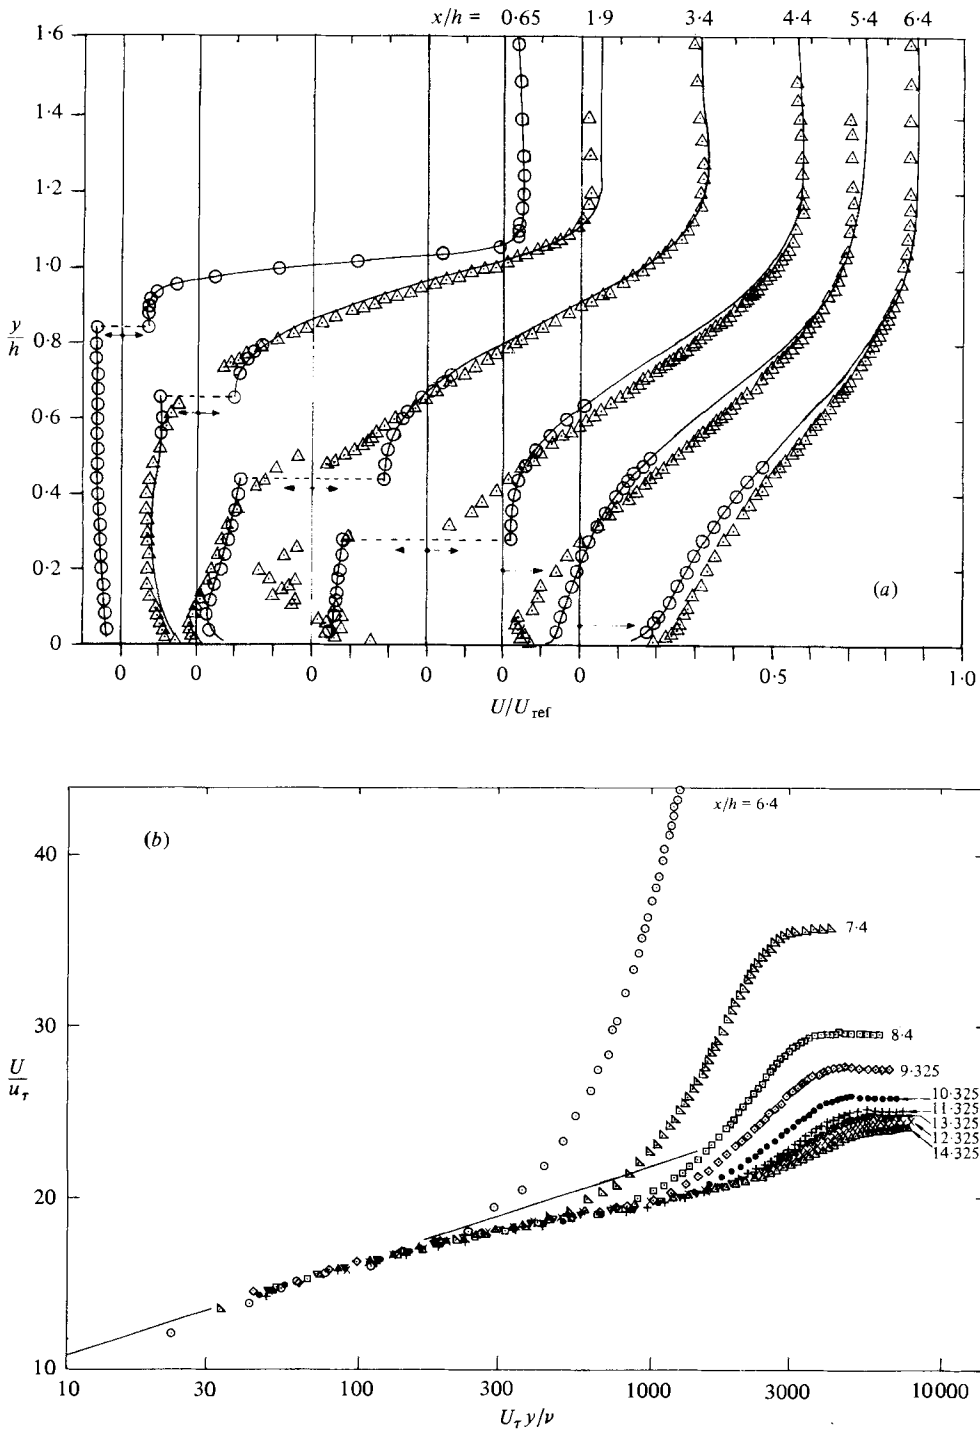 x/h = 0·65 1·9 3·4 4·4 5·4 6·4
1·6
1·4
1·2
1·0
y/h
0·8
0·6
0·4
0·2
0
(a)
0 0 0 0 0 0 0·5 1·0
U/U_ref
(b)
x/h = 6·4
40
7·4
30
8·4
U/u_τ
9·325
10·325
11·325
13·325
12·325
14·325
20
10
10 30 100 300 1000 3000 10000
U_τ y/ν